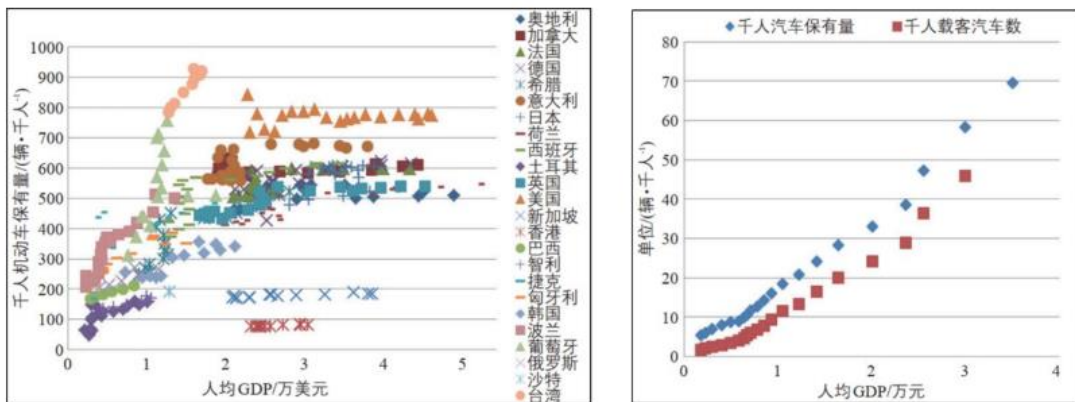 1000
900
800
700
600
500
400
300
200
100
0
千人机动车保有量/(辆·千人⁻¹)
0 1 2 3 4 5
人均GDP/万美元
奥地利
加拿大
法国
德国
希腊
意大利
日本
荷兰
西班牙
土耳其
英国
美国
新加坡
香港
巴西
智利
捷克
匈牙利
韩国
波兰
葡萄牙
俄罗斯
沙特
台湾
千人汽车保有量 千人载客汽车数
80
70
60
50
40
30
20
10
0
单位/(辆·千人⁻¹)
0 1 2 3 4
人均GDP/万元